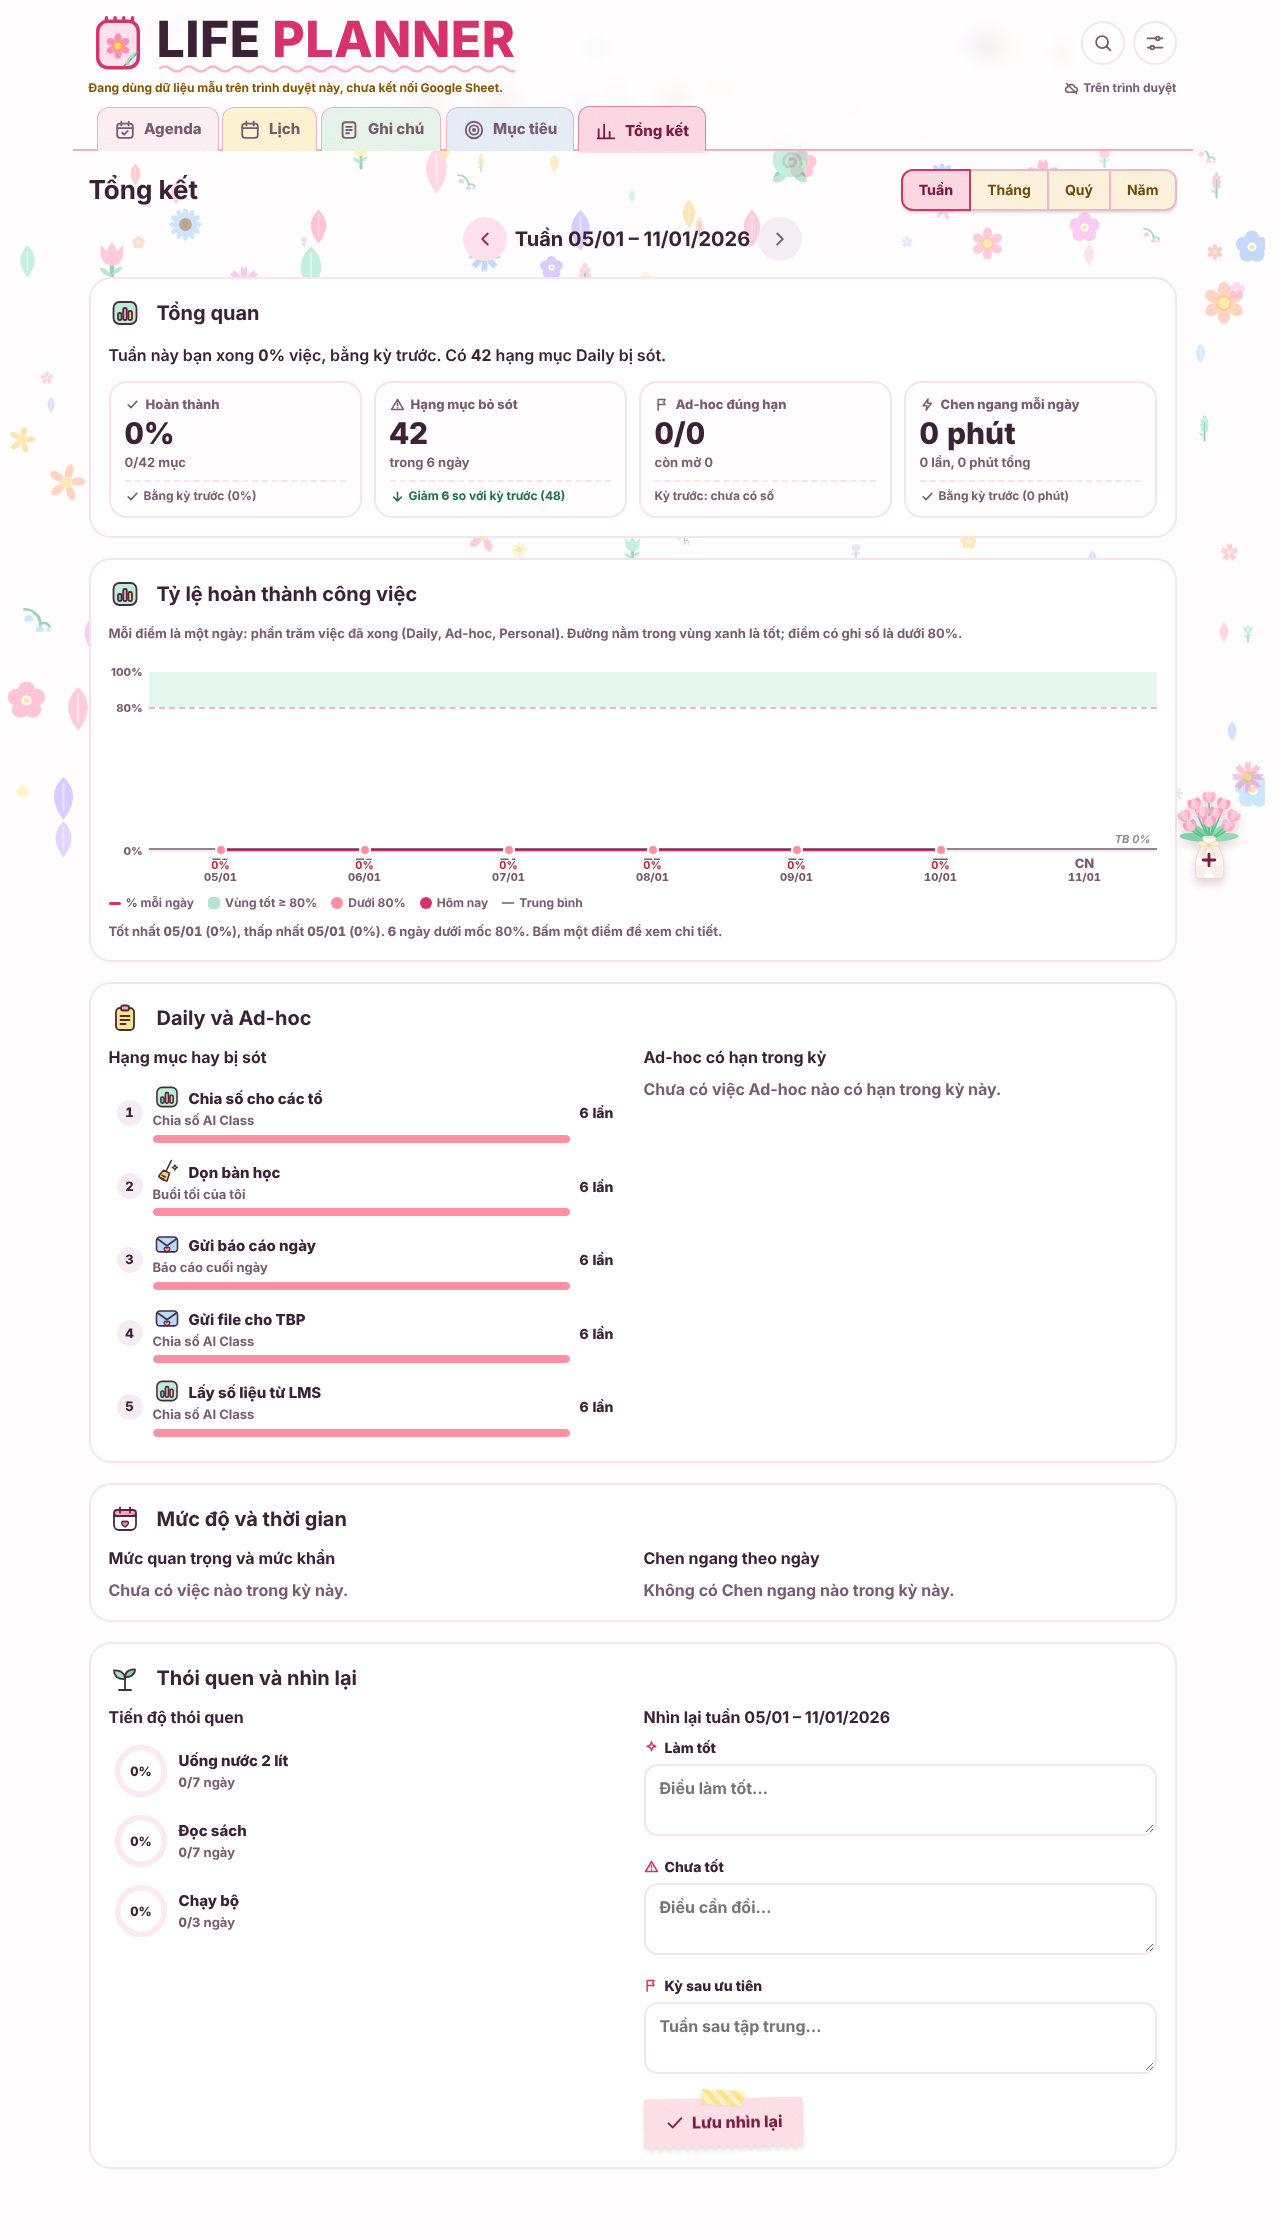 LIFE PLANNER
Đang dùng dữ liệu mẫu trên trình duyệt này, chưa kết nối Google Sheet.
Trên trình duyệt
Agenda
Lịch
Ghi chú
Mục tiêu
Tổng kết
Tổng kết
Tuần
Tháng
Quý
Năm
Tuần 05/01 – 11/01/2026
Tổng quan
Tuần này bạn xong 0% việc, bằng kỳ trước. Có 42 hạng mục Daily bị sót.
Hoàn thành
0%
0/42 mục
Bằng kỳ trước (0%)
Hạng mục bỏ sót
42
trong 6 ngày
Giảm 6 so với kỳ trước (48)
Ad-hoc đúng hạn
0/0
còn mở 0
Kỳ trước: chưa có số
Chen ngang mỗi ngày
0 phút
0 lần, 0 phút tổng
Bằng kỳ trước (0 phút)
Tỷ lệ hoàn thành công việc
Mỗi điểm là một ngày: phần trăm việc đã xong (Daily, Ad-hoc, Personal). Đường nằm trong vùng xanh là tốt; điểm có ghi số là dưới 80%.
100%
80%
0%
TB 0%
0% 0% 0% 0% 0% 0% CN
05/01 06/01 07/01 08/01 09/01 10/01 11/01
% mỗi ngày
Vùng tốt ≥ 80%
Dưới 80%
Hôm nay
Trung bình
Tốt nhất 05/01 (0%), thấp nhất 05/01 (0%). 6 ngày dưới mốc 80%. Bấm một điểm để xem chi tiết.
Daily và Ad-hoc
Hạng mục hay bị sót
1
Chia số cho các tổ
Chia số AI Class
6 lần
2
Dọn bàn học
Buổi tối của tôi
6 lần
3
Gửi báo cáo ngày
Báo cáo cuối ngày
6 lần
4
Gửi file cho TBP
Chia số AI Class
6 lần
5
Lấy số liệu từ LMS
Chia số AI Class
6 lần
Ad-hoc có hạn trong kỳ
Chưa có việc Ad-hoc nào có hạn trong kỳ này.
Mức độ và thời gian
Mức quan trọng và mức khẩn
Chưa có việc nào trong kỳ này.
Chen ngang theo ngày
Không có Chen ngang nào trong kỳ này.
Thói quen và nhìn lại
Tiến độ thói quen
0%
Uống nước 2 lít
0/7 ngày
0%
Đọc sách
0/7 ngày
0%
Chạy bộ
0/3 ngày
Nhìn lại tuần 05/01 – 11/01/2026
Làm tốt
Điều làm tốt...
Chưa tốt
Điều cần đổi...
Kỳ sau ưu tiên
Tuần sau tập trung...
Lưu nhìn lại